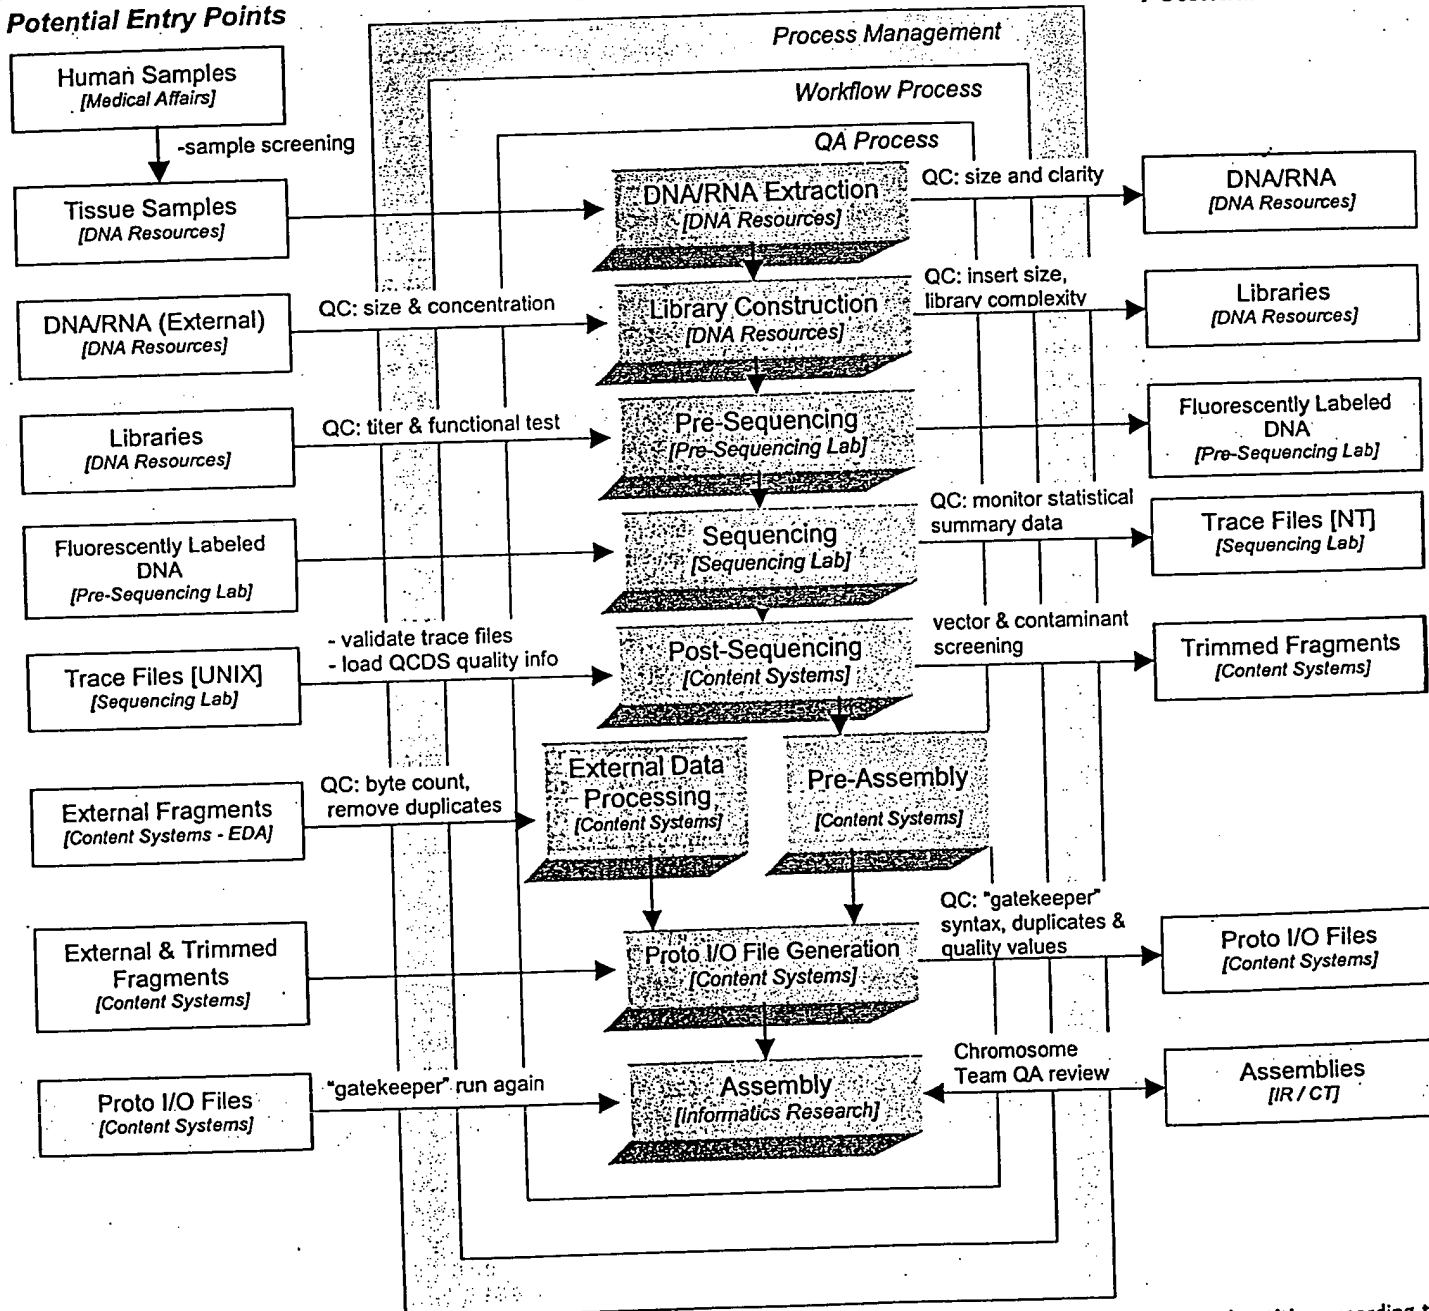 Potential Entry Points
Process Management
Workflow Process
QA Process
Human Samples
[Medical Affairs]
-sample screening
Tissue Samples
[DNA Resources]
DNA/RNA Extraction
[DNA Resources]
QC: size and clarity
DNA/RNA
[DNA Resources]
DNA/RNA (External)
[DNA Resources]
QC: size & concentration
Library Construction
[DNA Resources]
QC: insert size,
library complexity
Libraries
[DNA Resources]
Libraries
[DNA Resources]
QC: titer & functional test
Pre-Sequencing
[Pre-Sequencing Lab]
Fluorescently Labeled
DNA
[Pre-Sequencing Lab]
Fluorescently Labeled
DNA
[Pre-Sequencing Lab]
Sequencing
[Sequencing Lab]
QC: monitor statistical
summary data
Trace Files [NT]
[Sequencing Lab]
Trace Files [UNIX]
[Sequencing Lab]
- validate trace files
- load QCDS quality info
Post-Sequencing
[Content Systems]
vector & contaminant
screening
Trimmed Fragments
[Content Systems]
External Fragments
[Content Systems - EDA]
QC: byte count,
remove duplicates
External Data
Processing
[Content Systems]
Pre-Assembly
[Content Systems]
External & Trimmed
Fragments
[Content Systems]
Proto I/O File Generation
[Content Systems]
QC: "gatekeeper"
syntax, duplicates &
quality values
Proto I/O Files
[Content Systems]
Proto I/O Files
[Content Systems]
"gatekeeper" run again
Assembly
[Informatics Research]
Chromosome
Team QA review
Assemblies
[IR / CT]